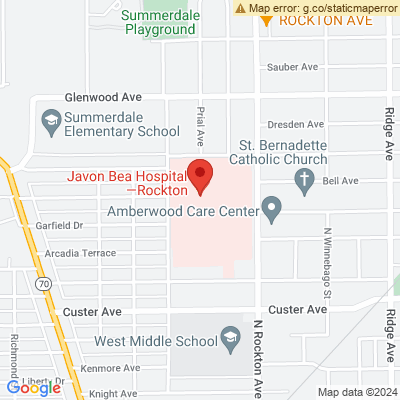 Map error: g.co/staticmaperror
Summerdale
Playground
ROCKTON AVE
Sauber Ave
Glenwood Ave
Prial Ave
Ridge Ave
Summerdale
Elementary School
Dresden Ave
St. Bernadette
Catholic Church
Javon Bea Hospital
—Rockton
Bell Ave
Amberwood Care Center
Garfield Dr
N Winnebago St
Arcadia Terrace
70
Custer Ave
Custer Ave
N Rockton Ave
Ridge Ave
West Middle School
Richmond
Kenmore Ave
Liberty Dr
Knight Ave
Google
Map data ©2024